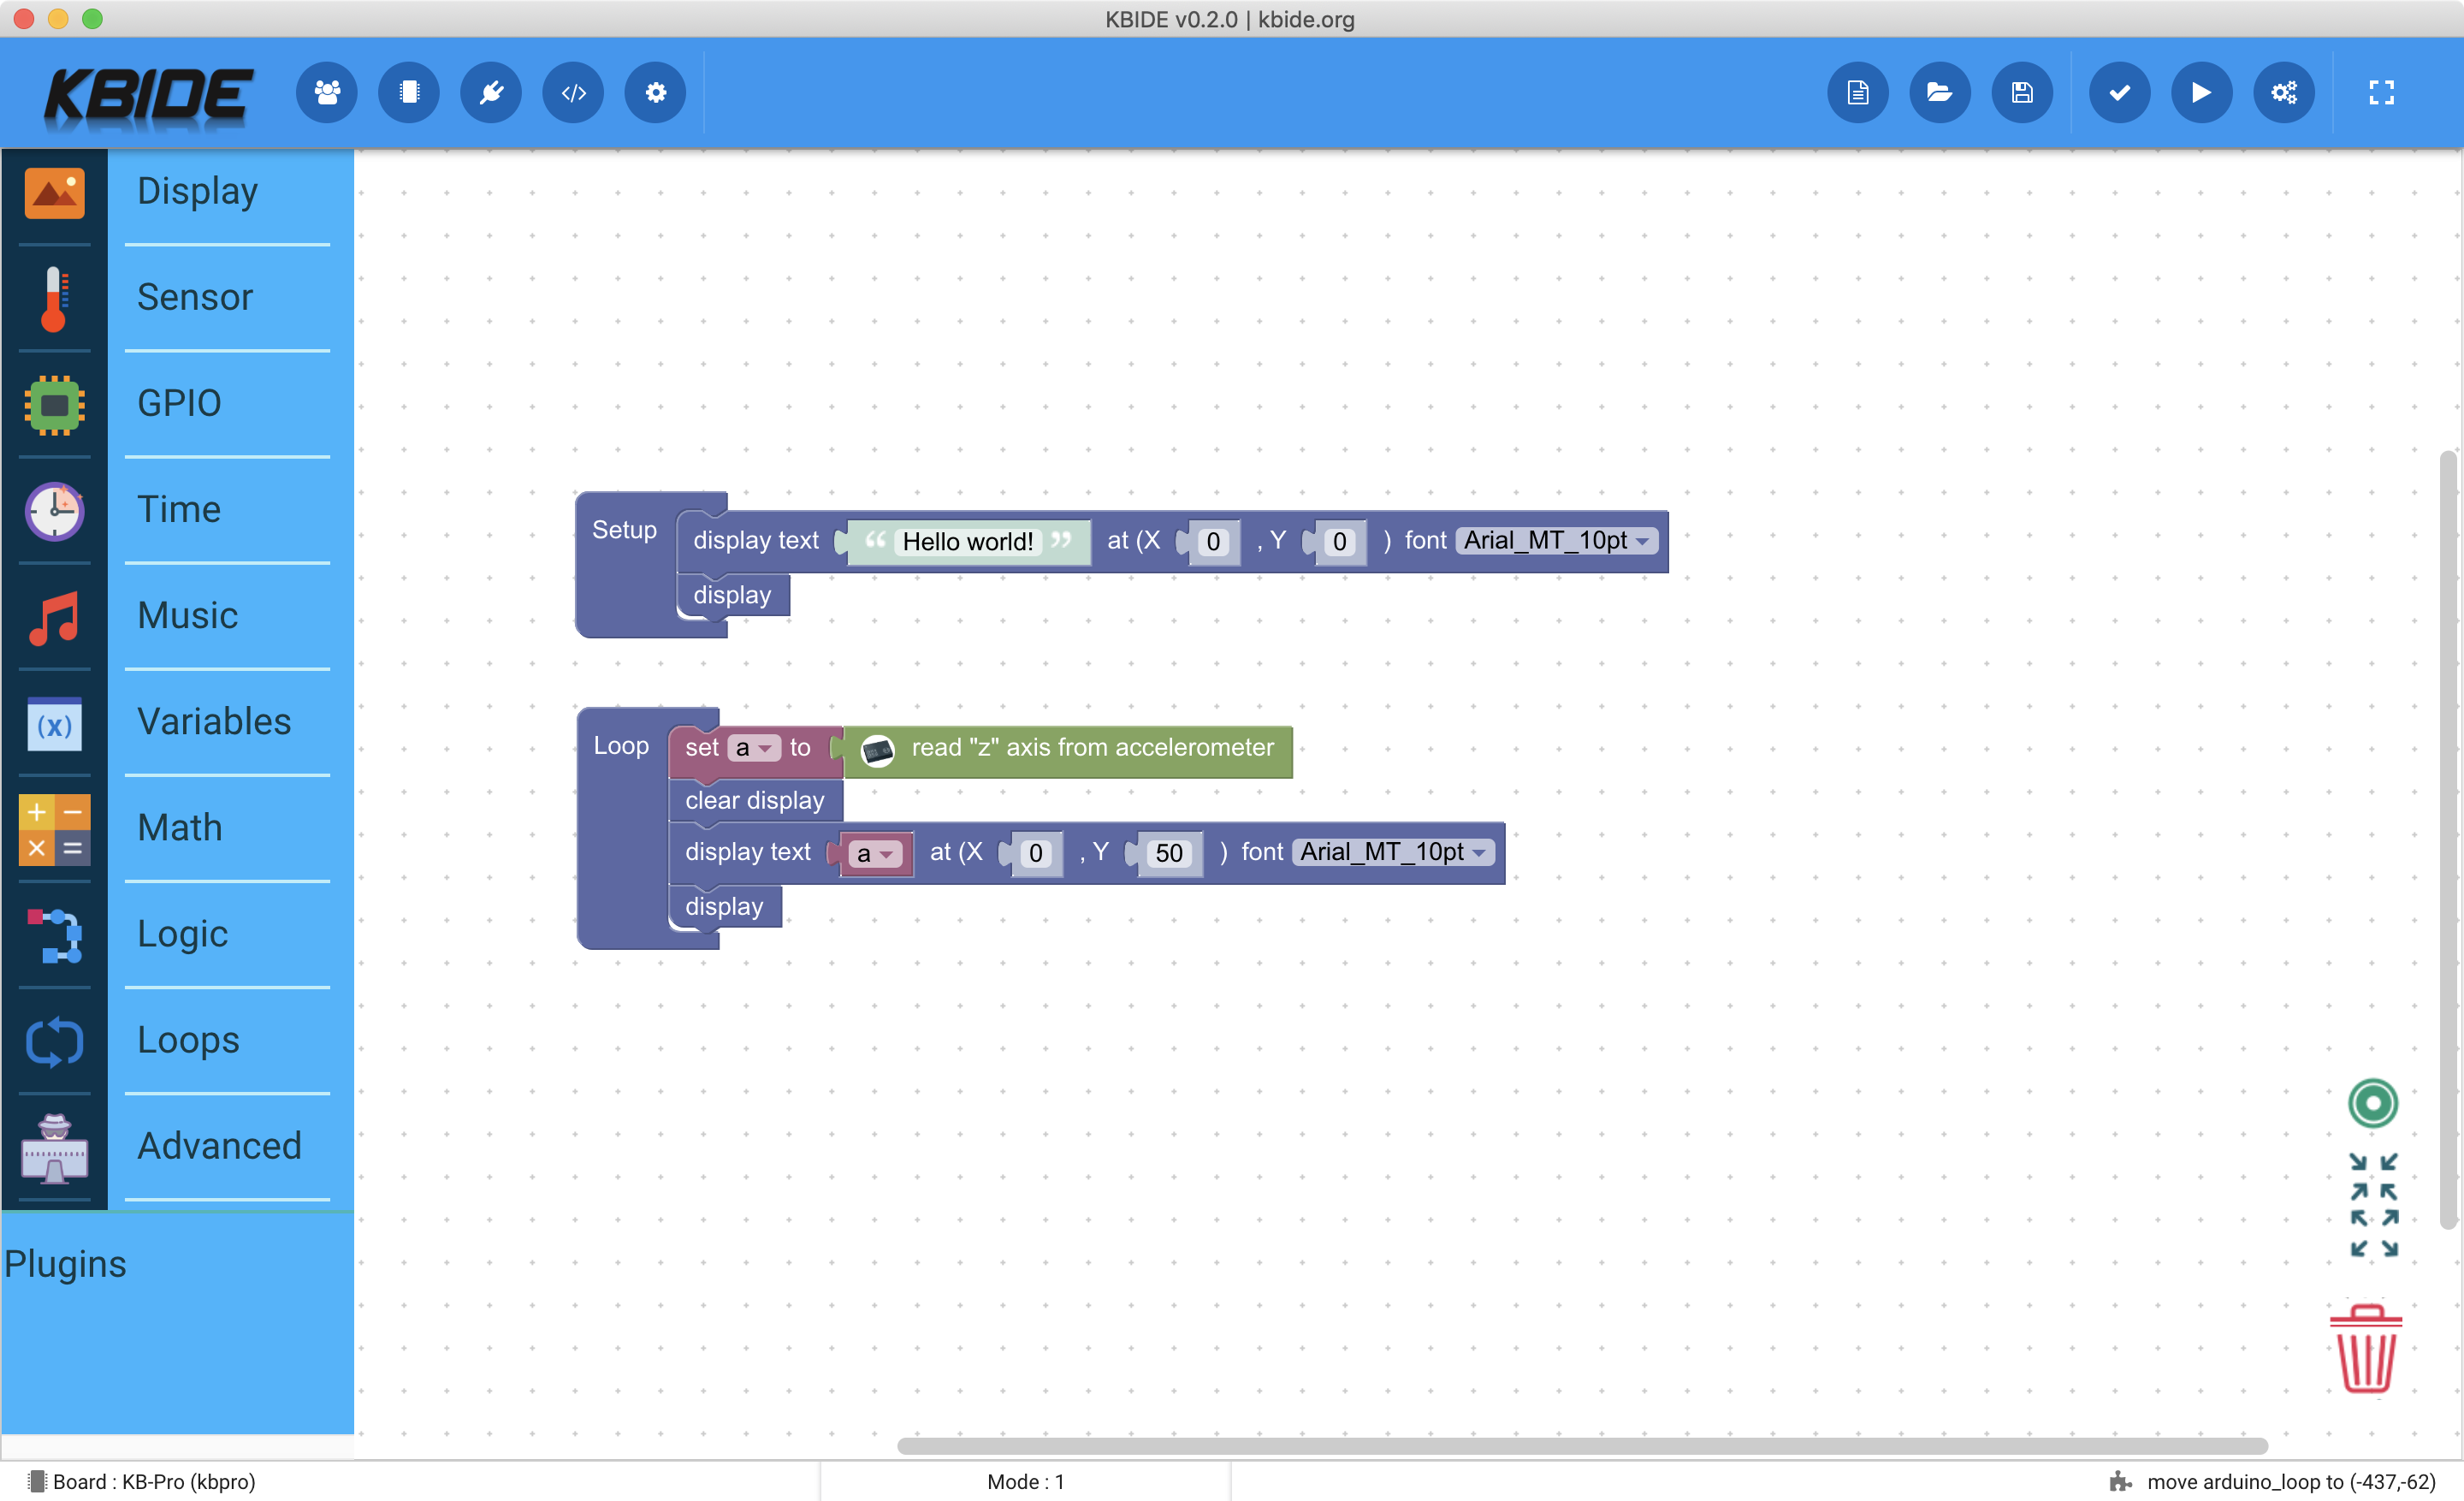 KBIDE v0.2.0 | kbide.org
KBIDE
Display
Sensor
GPIO
Time
Music
Variables
(x)
Math
Logic
Loops
Advanced
Plugins
Setup
display text “ Hello world! ” at (X 0 , Y 0 ) font Arial_MT_10pt
display
Loop
set a to read "z" axis from accelerometer
clear display
display text a at (X 0 , Y 50 ) font Arial_MT_10pt
display
Board : KB-Pro (kbpro)
Mode : 1
move arduino_loop to (-437,-62)